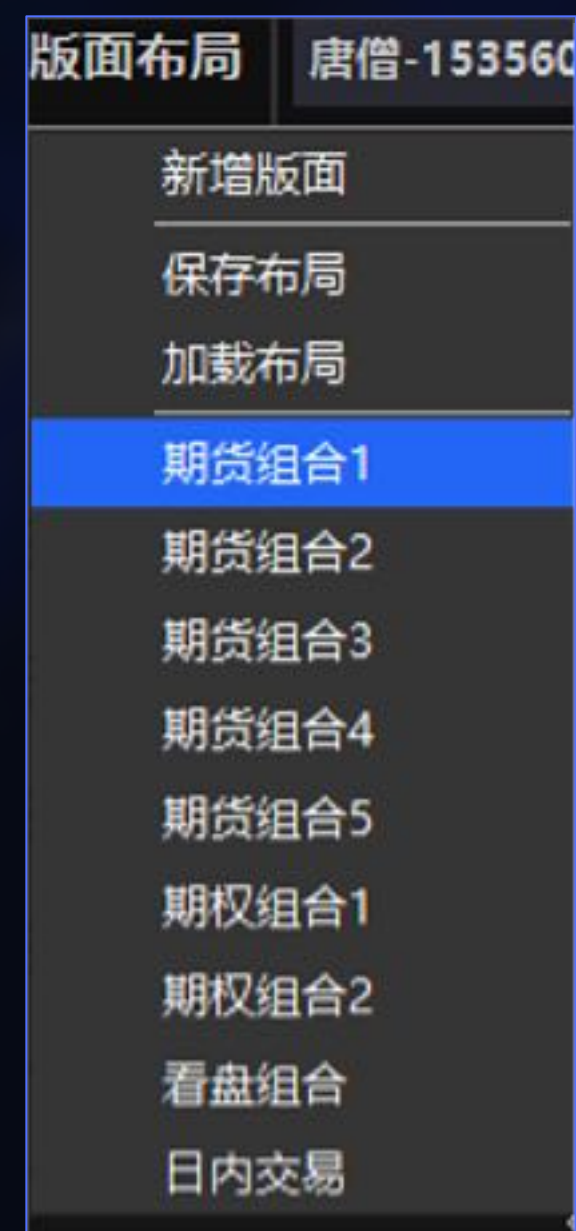 版面布局 唐僧-153560
新增版面
保存布局
加载布局
期货组合1
期货组合2
期货组合3
期货组合4
期货组合5
期权组合1
期权组合2
看盘组合
日内交易